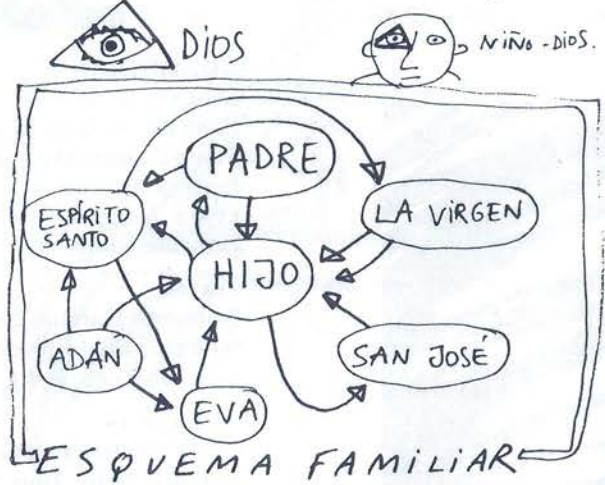 DiOS
NiÑo-DiOS.
PADRE
ESPÍRiTO
SANTO
LA ViRGEN
HIJO
ADÁN
SAN JOSÉ
EVA
ESQUEMA FAMiLiAR